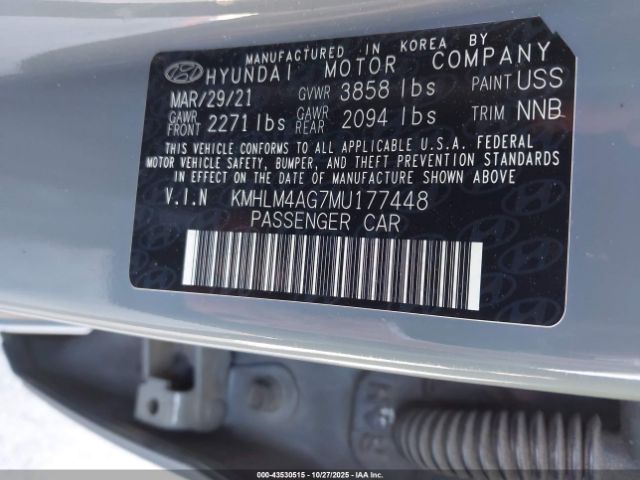 MANUFACTURED IN KOREA BY
HYUNDAI MOTOR COMPANY
MAR/29/21 GVWR 3858 lbs PAINT USS
GAWR FRONT 2271 lbs GAWR REAR 2094 lbs TRIM NNB
THIS VEHICLE CONFORMS TO ALL APPLICABLE U.S.A. FEDERAL
MOTOR VEHICLE SAFETY, BUMPER, AND THEFT PREVENTION STANDARDS
IN EFFECT ON THE DATE OF MANUFACTURE SHOWN ABOVE.
V.I.N KMHLM4AG7MU177448
PASSENGER CAR
000-43530515 | 10/27/2025 | Copart